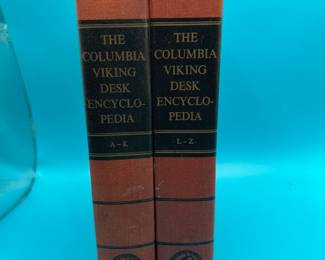 THE
COLUMBIA
VIKING
DESK
ENCYCLO-
PEDIA
A-K
THE
COLUMBIA
VIKING
DESK
ENCYCLO-
PEDIA
L-Z